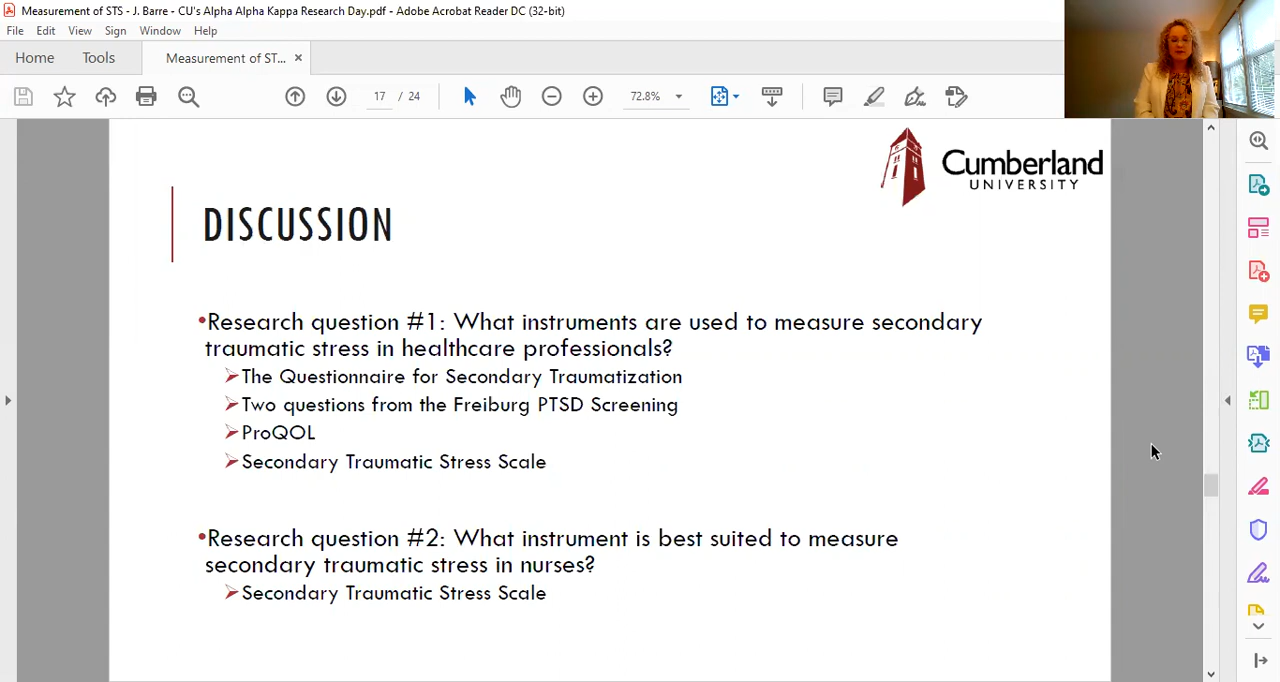 Measurement of STS - J. Barre - CU's Alpha Alpha Kappa Research Day.pdf - Adobe Acrobat Reader DC (32-bit)
File Edit View Sign Window Help
Home Tools Measurement of ST... ×
17 / 24 72.8%
Cumberland
UNIVERSITY
DISCUSSION
•Research question #1: What instruments are used to measure secondary
traumatic stress in healthcare professionals?
➢The Questionnaire for Secondary Traumatization
➢Two questions from the Freiburg PTSD Screening
➢ProQOL
➢Secondary Traumatic Stress Scale
•Research question #2: What instrument is best suited to measure
secondary traumatic stress in nurses?
➢Secondary Traumatic Stress Scale